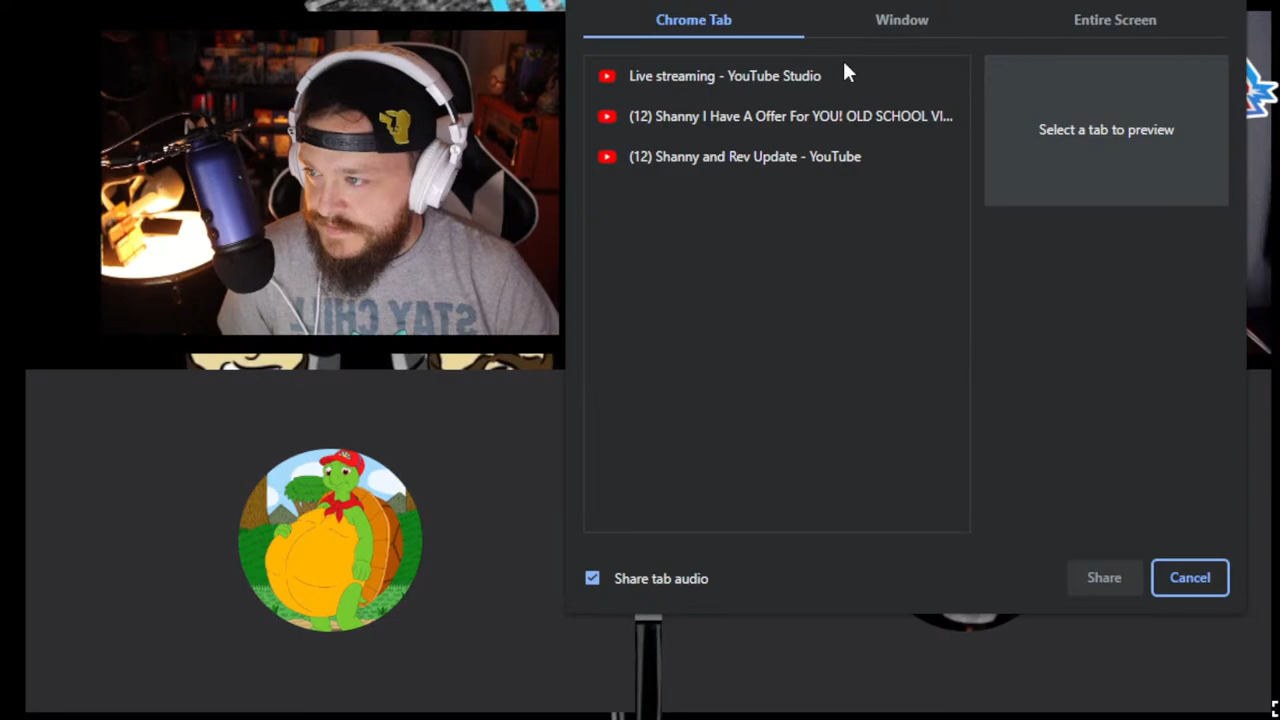 Chrome Tab
Window
Entire Screen
Live streaming - YouTube Studio
(12) Shanny I Have A Offer For YOU! OLD SCHOOL VI...
(12) Shanny and Rev Update - YouTube
Select a tab to preview
STAY CHILL
Share tab audio
Share
Cancel